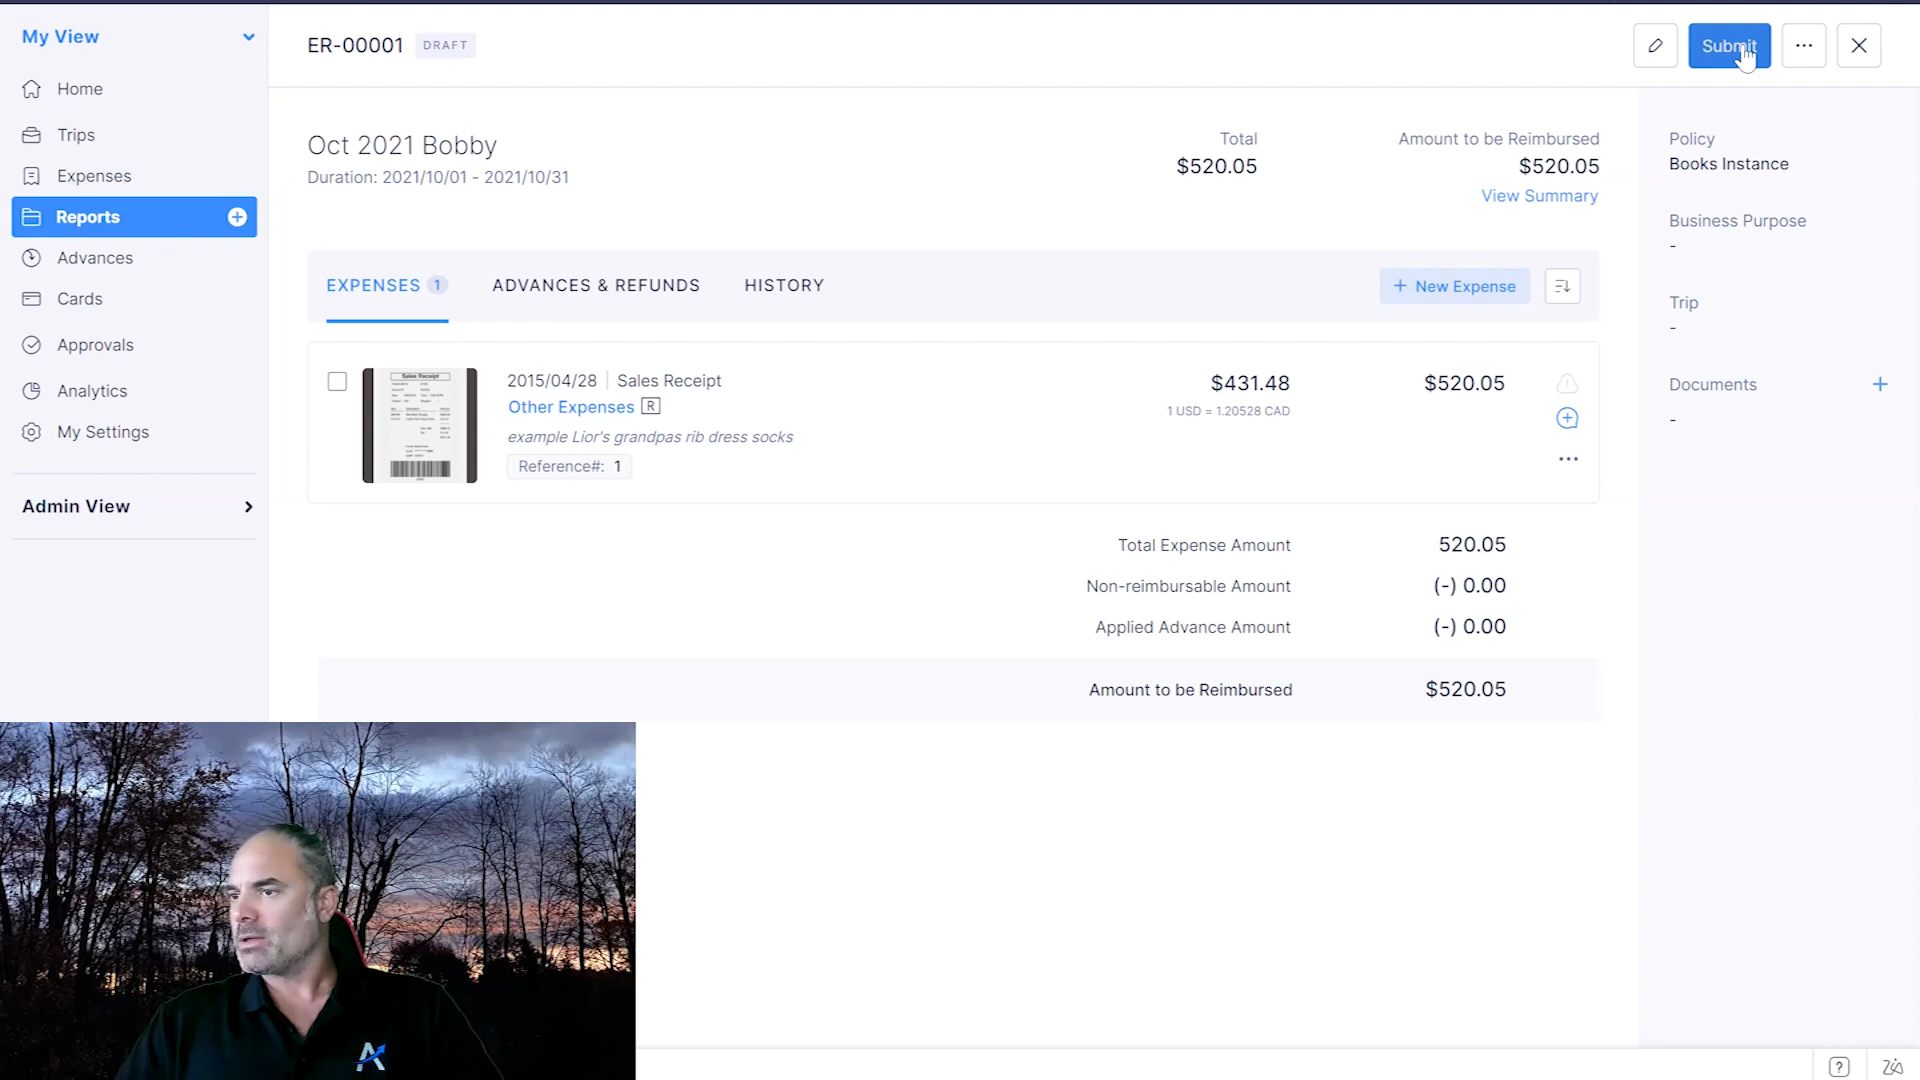 My View
Home
Trips
Expenses
Reports
Advances
Cards
Approvals
Analytics
My Settings
Admin View
ER-00001 DRAFT
Submit
Oct 2021 Bobby
Duration: 2021/10/01 - 2021/10/31
Total
$520.05
Amount to be Reimbursed
$520.05
View Summary
EXPENSES 1 ADVANCES & REFUNDS HISTORY
+ New Expense
Sales Receipt
2015/04/28 | Sales Receipt
Other Expenses R
example Lior's grandpas rib dress socks
Reference#: 1
$431.48
1 USD = 1.20528 CAD
$520.05
Total Expense Amount 520.05
Non-reimbursable Amount (-) 0.00
Applied Advance Amount (-) 0.00
Amount to be Reimbursed $520.05
Policy
Books Instance
Business Purpose
-
Trip
-
Documents +
-